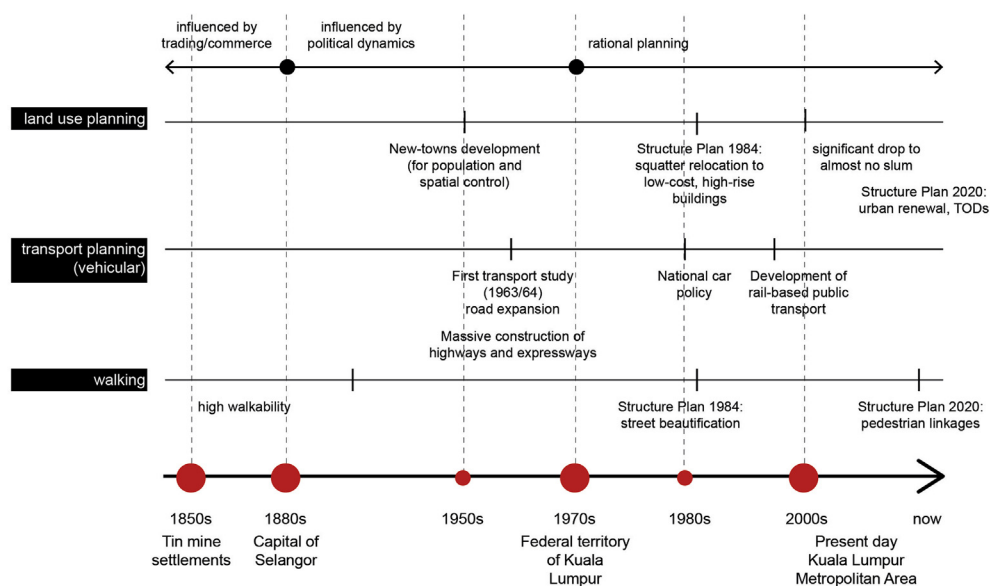 influenced by
trading/commerce
influenced by
political dynamics
rational planning
land use planning
New-towns development
(for population and
spatial control)
Structure Plan 1984:
squatter relocation to
low-cost, high-rise
buildings
significant drop to
almost no slum
Structure Plan 2020:
urban renewal, TODs
transport planning
(vehicular)
First transport study
(1963/64)
road expansion
National car
policy
Development of
rail-based public
transport
Massive construction of
highways and expressways
walking
high walkability
Structure Plan 1984:
street beautification
Structure Plan 2020:
pedestrian linkages
1850s
Tin mine
settlements
1880s
Capital of
Selangor
1950s
1970s
Federal territory
of Kuala
Lumpur
1980s
2000s
Present day
Kuala Lumpur
Metropolitan Area
now